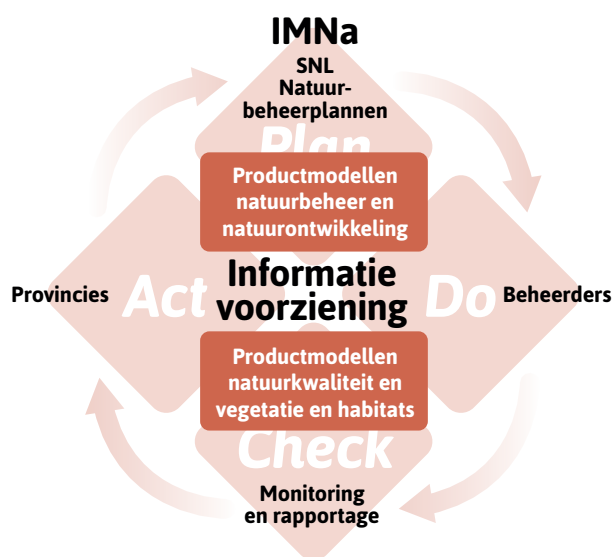 IMNa
SNL
Natuur-
beheerplannen
Plan
Productmodellen
natuurbeheer en
natuurontwikkeling
Provincies
Act
Informatie
voorziening
Do
Beheerders
Productmodellen
natuurkwaliteit en
vegetatie en habitats
Check
Monitoring
en rapportage